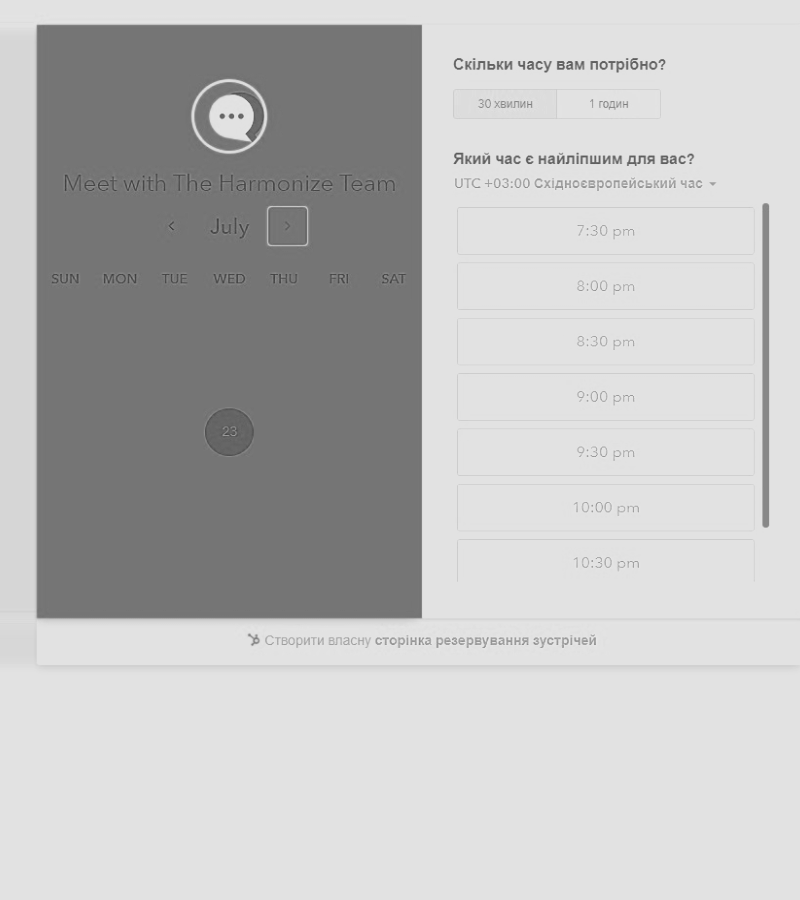 Meet with The Harmonize Team
July
SUN MON TUE WED THU FRI SAT
23
Скільки часу вам потрібно?
30 хвилин 1 годин
Який час є найліпшим для вас?
UTC +03:00 Східноєвропейський час
7:30 pm
8:00 pm
8:30 pm
9:00 pm
9:30 pm
10:00 pm
10:30 pm
Створити власну сторінка резервування зустрічей